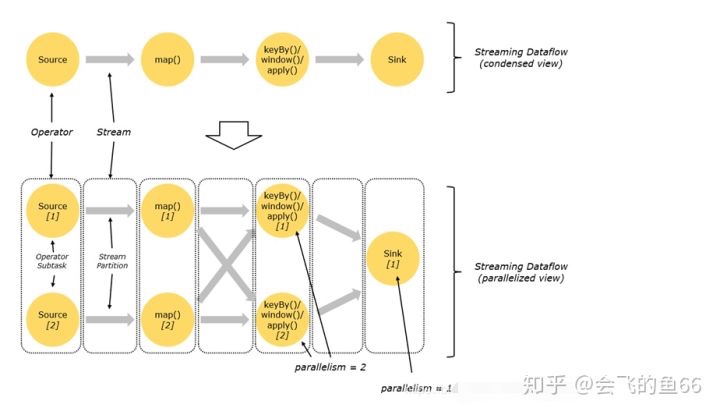 Source
map()
keyBy()/
window()/
apply()
Sink
Streaming Dataflow
(condensed view)
Operator
Stream
Source
[1]
map()
[1]
keyBy()/
window()/
apply()
[1]
Operator
Subtask
Stream
Partition
Sink
[1]
Streaming Dataflow
(parallelized view)
Source
[2]
map()
[2]
keyBy()/
window()/
apply()
[2]
parallelism = 2
parallelism = 1
知乎 @会飞的鱼66